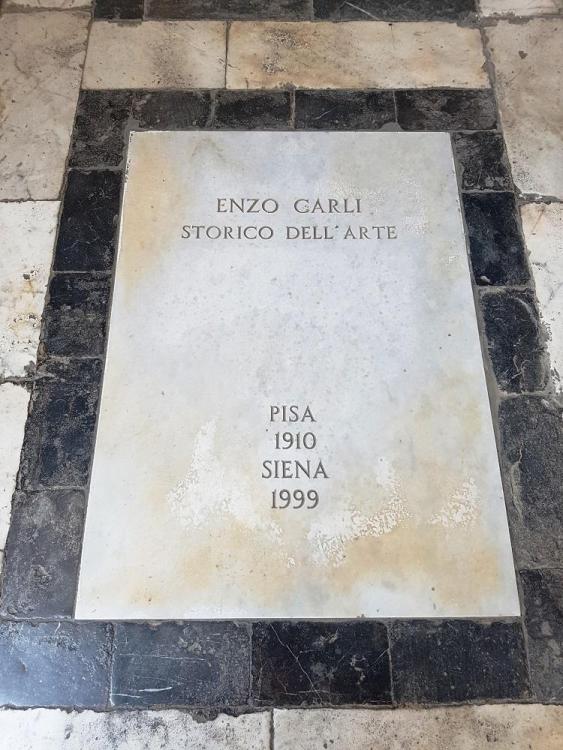 ENZO CARLI
STORICO DELL'ARTE
PISA
1910
SIENA
1999